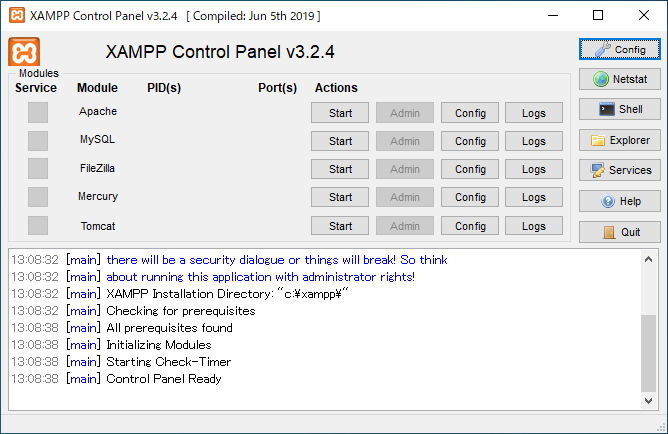 XAMPP Control Panel v3.2.4 [ Compiled: Jun 5th 2019 ]
XAMPP Control Panel v3.2.4
Config
Modules
Service Module PID(s) Port(s) Actions
Netstat
Apache Start Admin Config Logs
Shell
MySQL Start Admin Config Logs
Explorer
FileZilla Start Admin Config Logs
Services
Mercury Start Admin Config Logs
Help
Tomcat Start Admin Config Logs
Quit
13:08:32 [main] there will be a security dialogue or things will break! So think
13:08:32 [main] about running this application with administrator rights!
13:08:32 [main] XAMPP Installation Directory: "c:¥xampp¥"
13:08:32 [main] Checking for prerequisites
13:08:38 [main] All prerequisites found
13:08:38 [main] Initializing Modules
13:08:38 [main] Starting Check-Timer
13:08:38 [main] Control Panel Ready